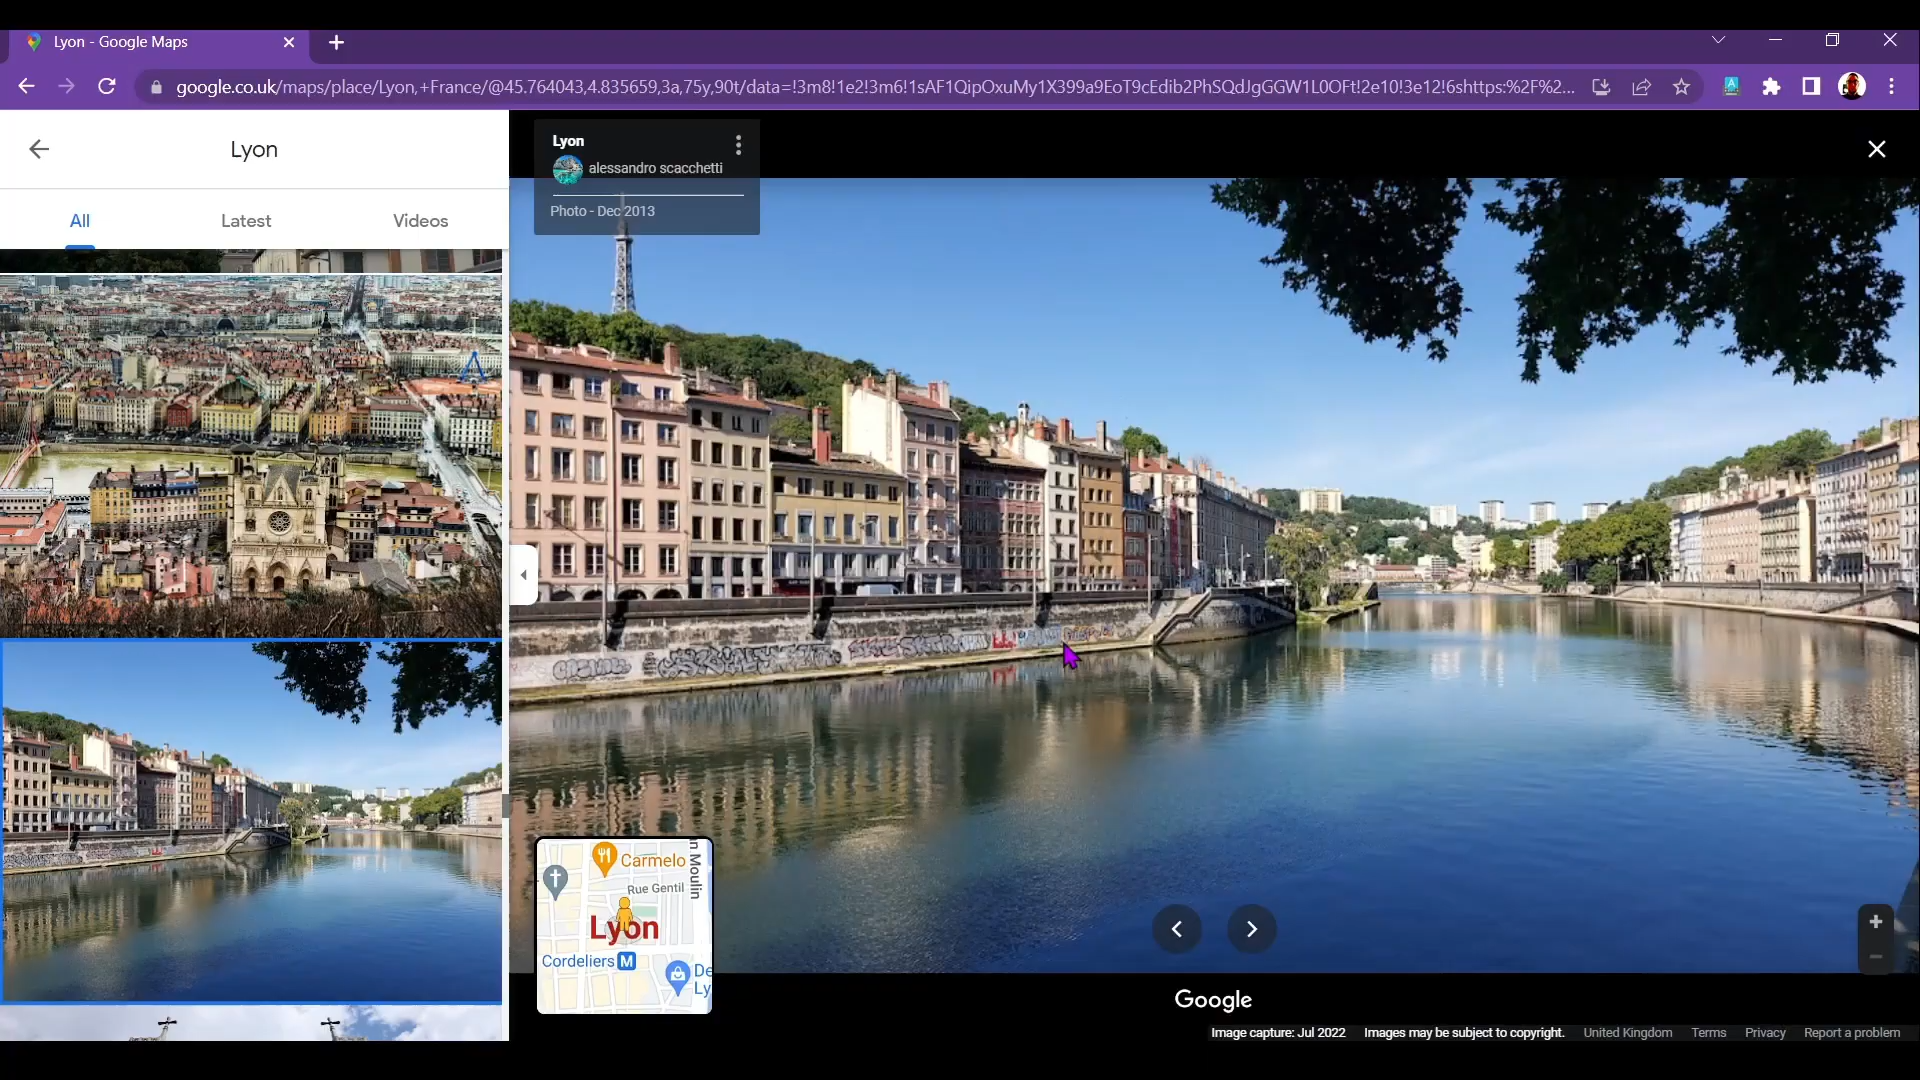 Lyon - Google Maps
google.co.uk/maps/place/Lyon,+France/@45.764043,4.835659,3a,75y,90t/data=!3m8!1e2!3m6!1sAF1QipOxuMy1X399a9EoT9cEdib2PhSQdJgGGW1L0OFt!2e10!3e12!6shttps:%2F%2...
Lyon
All
Latest
Videos
Lyon
alessandro scacchetti
Photo - Dec 2013
Carmelo
n Moulin
Rue Gentil
Lyon
Cordeliers M
De
Ly
Google
Image capture: Jul 2022 Images may be subject to copyright. United Kingdom Terms Privacy Report a problem